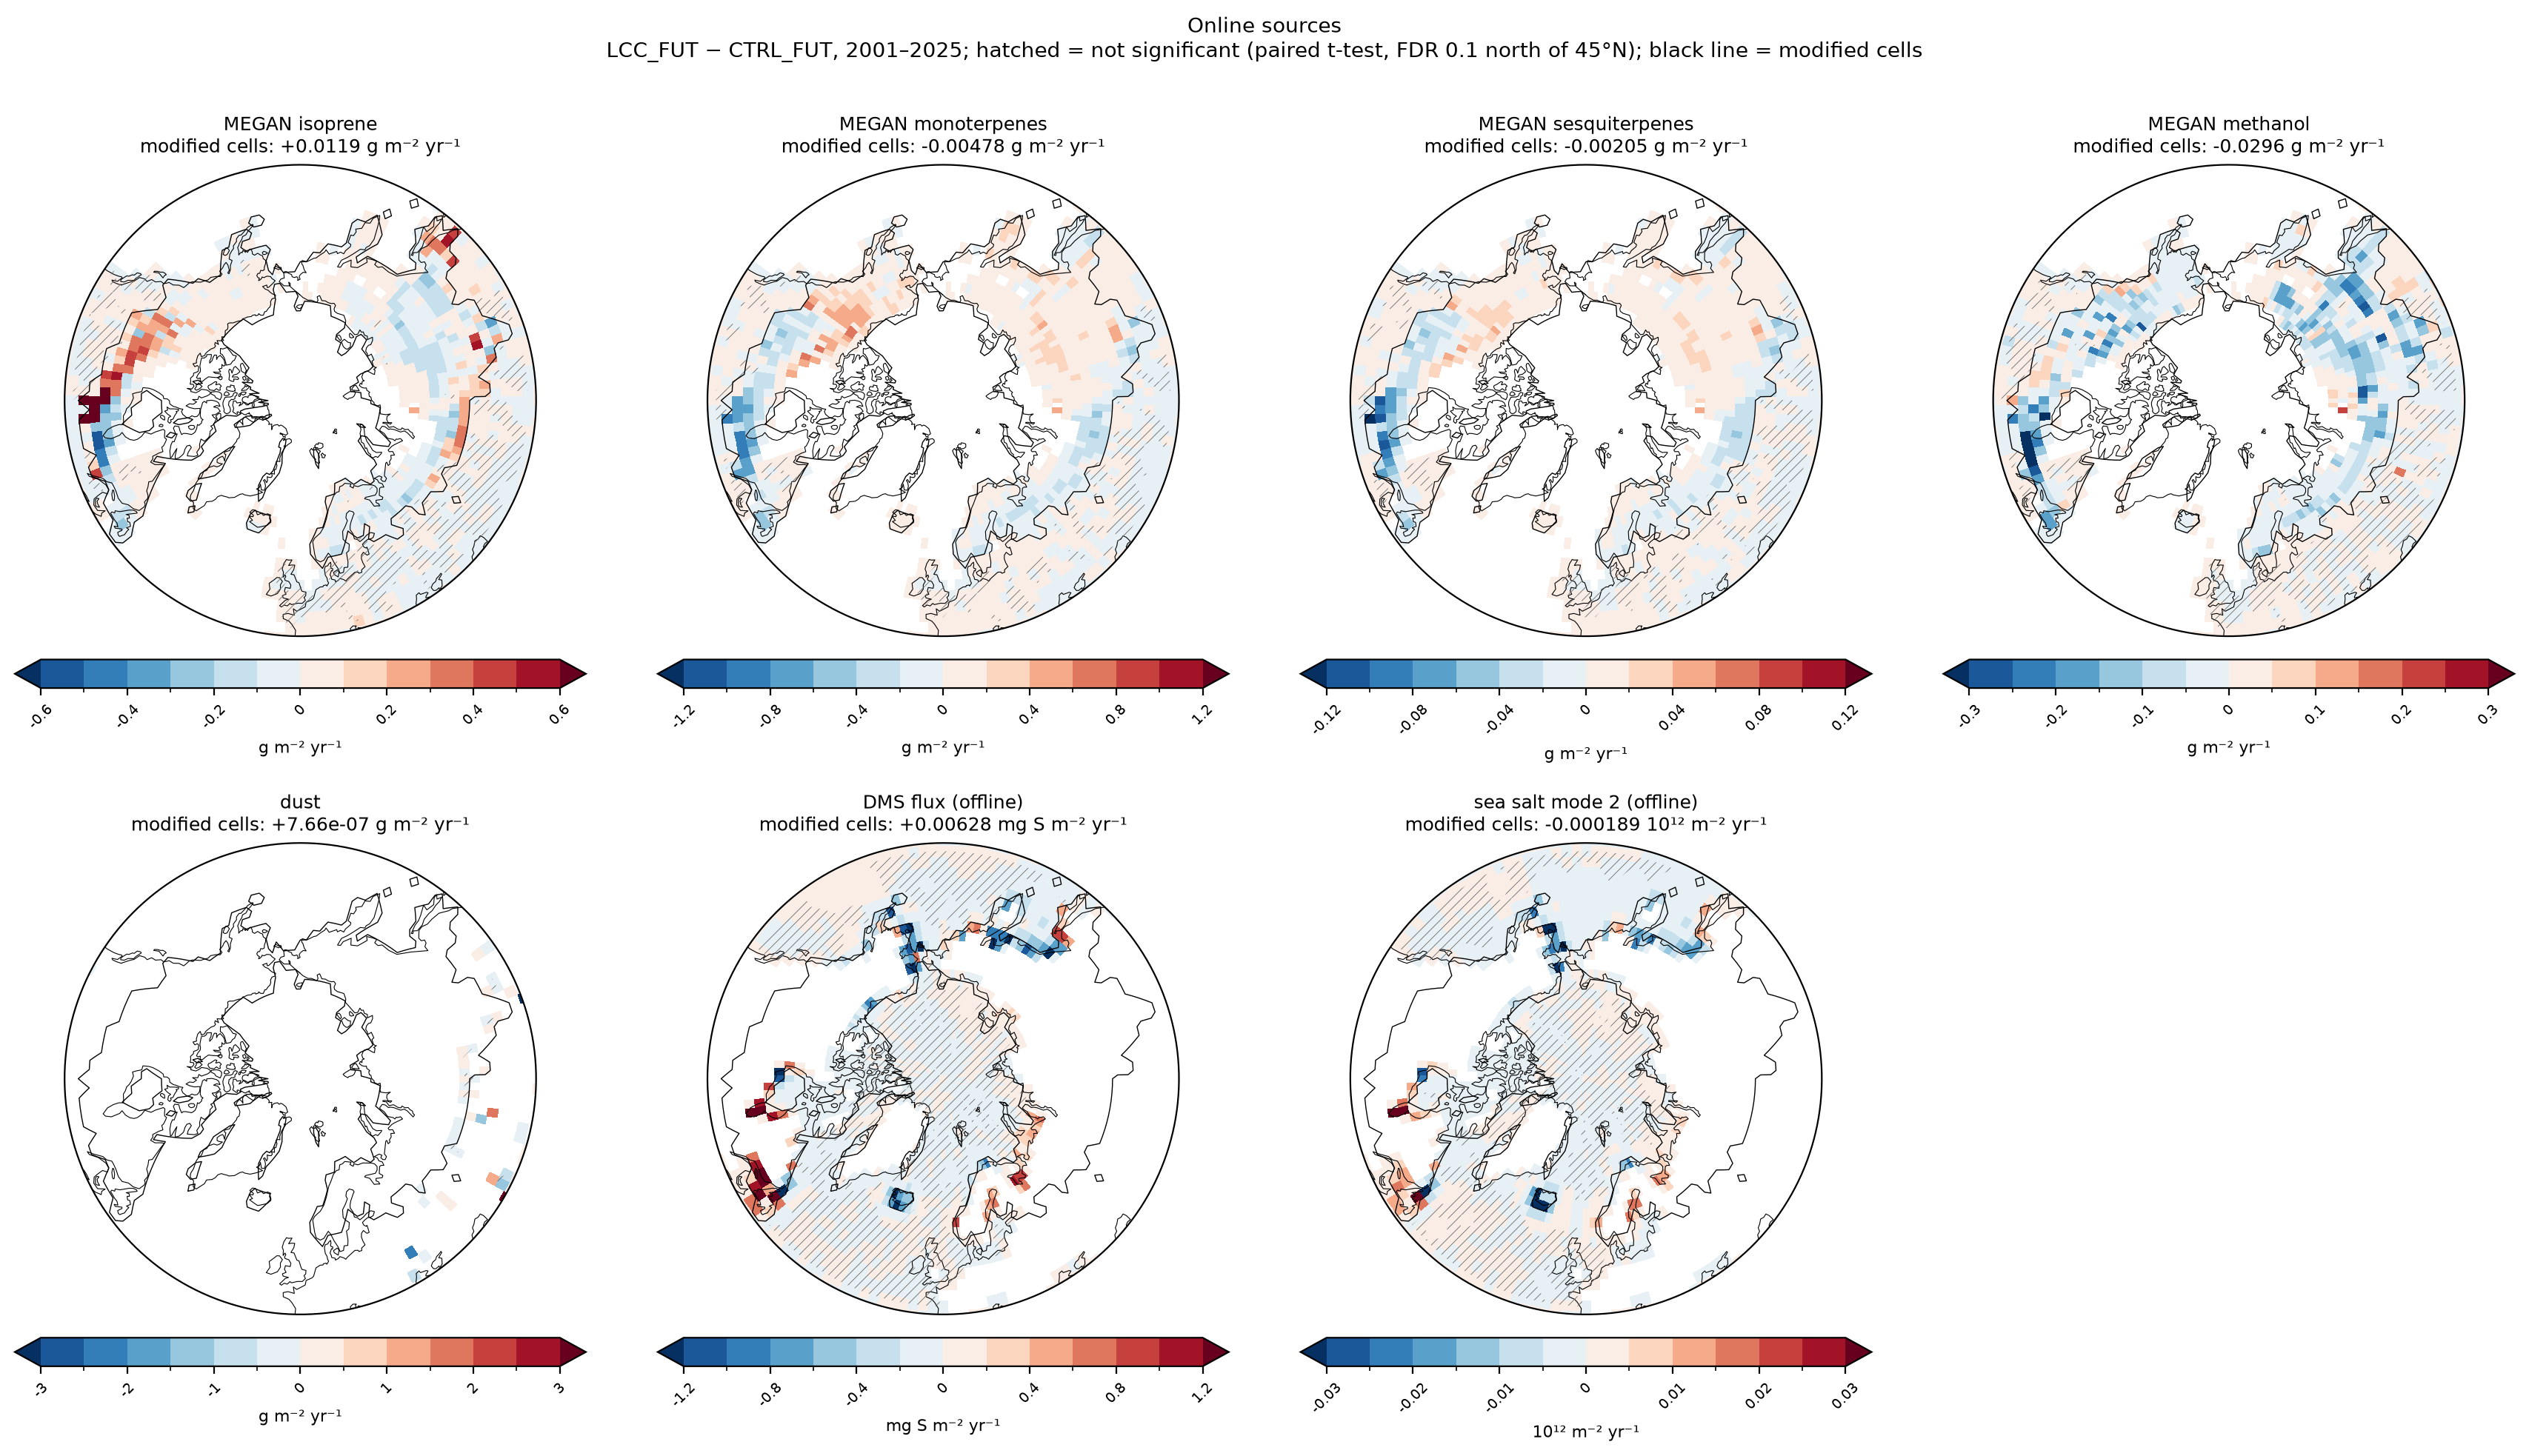 Online sources
LCC_FUT − CTRL_FUT, 2001–2025; hatched = not significant (paired t-test, FDR 0.1 north of 45°N); black line = modified cells
MEGAN isoprene
modified cells: +0.0119 g m⁻² yr⁻¹
-0.6 -0.4 -0.2 0 0.2 0.4 0.6
g m⁻² yr⁻¹
MEGAN monoterpenes
modified cells: -0.00478 g m⁻² yr⁻¹
-1.2 -0.8 -0.4 0 0.4 0.8 1.2
g m⁻² yr⁻¹
MEGAN sesquiterpenes
modified cells: -0.00205 g m⁻² yr⁻¹
-0.12 -0.08 -0.04 0 0.04 0.08 0.12
g m⁻² yr⁻¹
MEGAN methanol
modified cells: -0.0296 g m⁻² yr⁻¹
-0.3 -0.2 -0.1 0 0.1 0.2 0.3
g m⁻² yr⁻¹
dust
modified cells: +7.66e-07 g m⁻² yr⁻¹
-3 -2 -1 0 1 2 3
g m⁻² yr⁻¹
DMS flux (offline)
modified cells: +0.00628 mg S m⁻² yr⁻¹
-1.2 -0.8 -0.4 0 0.4 0.8 1.2
mg S m⁻² yr⁻¹
sea salt mode 2 (offline)
modified cells: -0.000189 10¹² m⁻² yr⁻¹
-0.03 -0.02 -0.01 0 0.01 0.02 0.03
10¹² m⁻² yr⁻¹